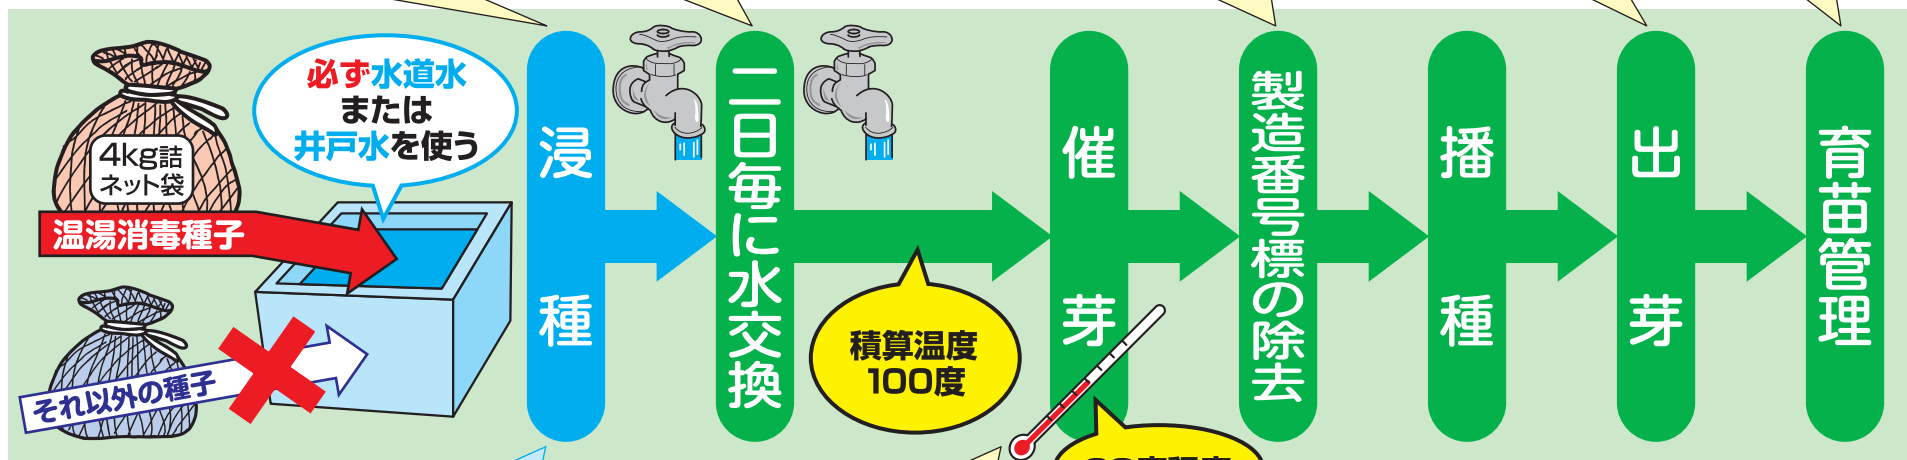 4kg詰
ネット袋
温湯消毒種子
それ以外の種子
必ず水道水
または
井戸水を使う
浸種
一二日毎に水交換
積算温度
100度
催芽
製造番号標の除去
播種
出芽
育苗管理